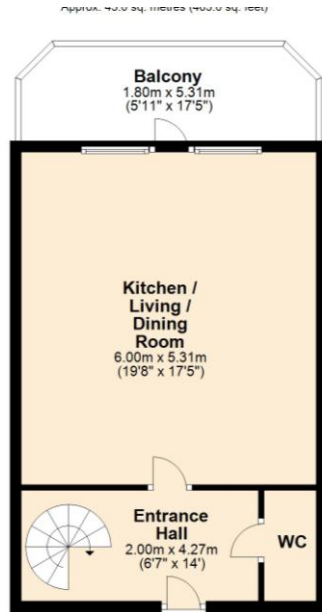 Balcony
1.80m x 5.31m
(5'11" x 17'5")
Kitchen /
Living /
Dining
Room
6.00m x 5.31m
(19'8" x 17'5")
Entrance
Hall
2.00m x 4.27m
(6'7" x 14')
WC